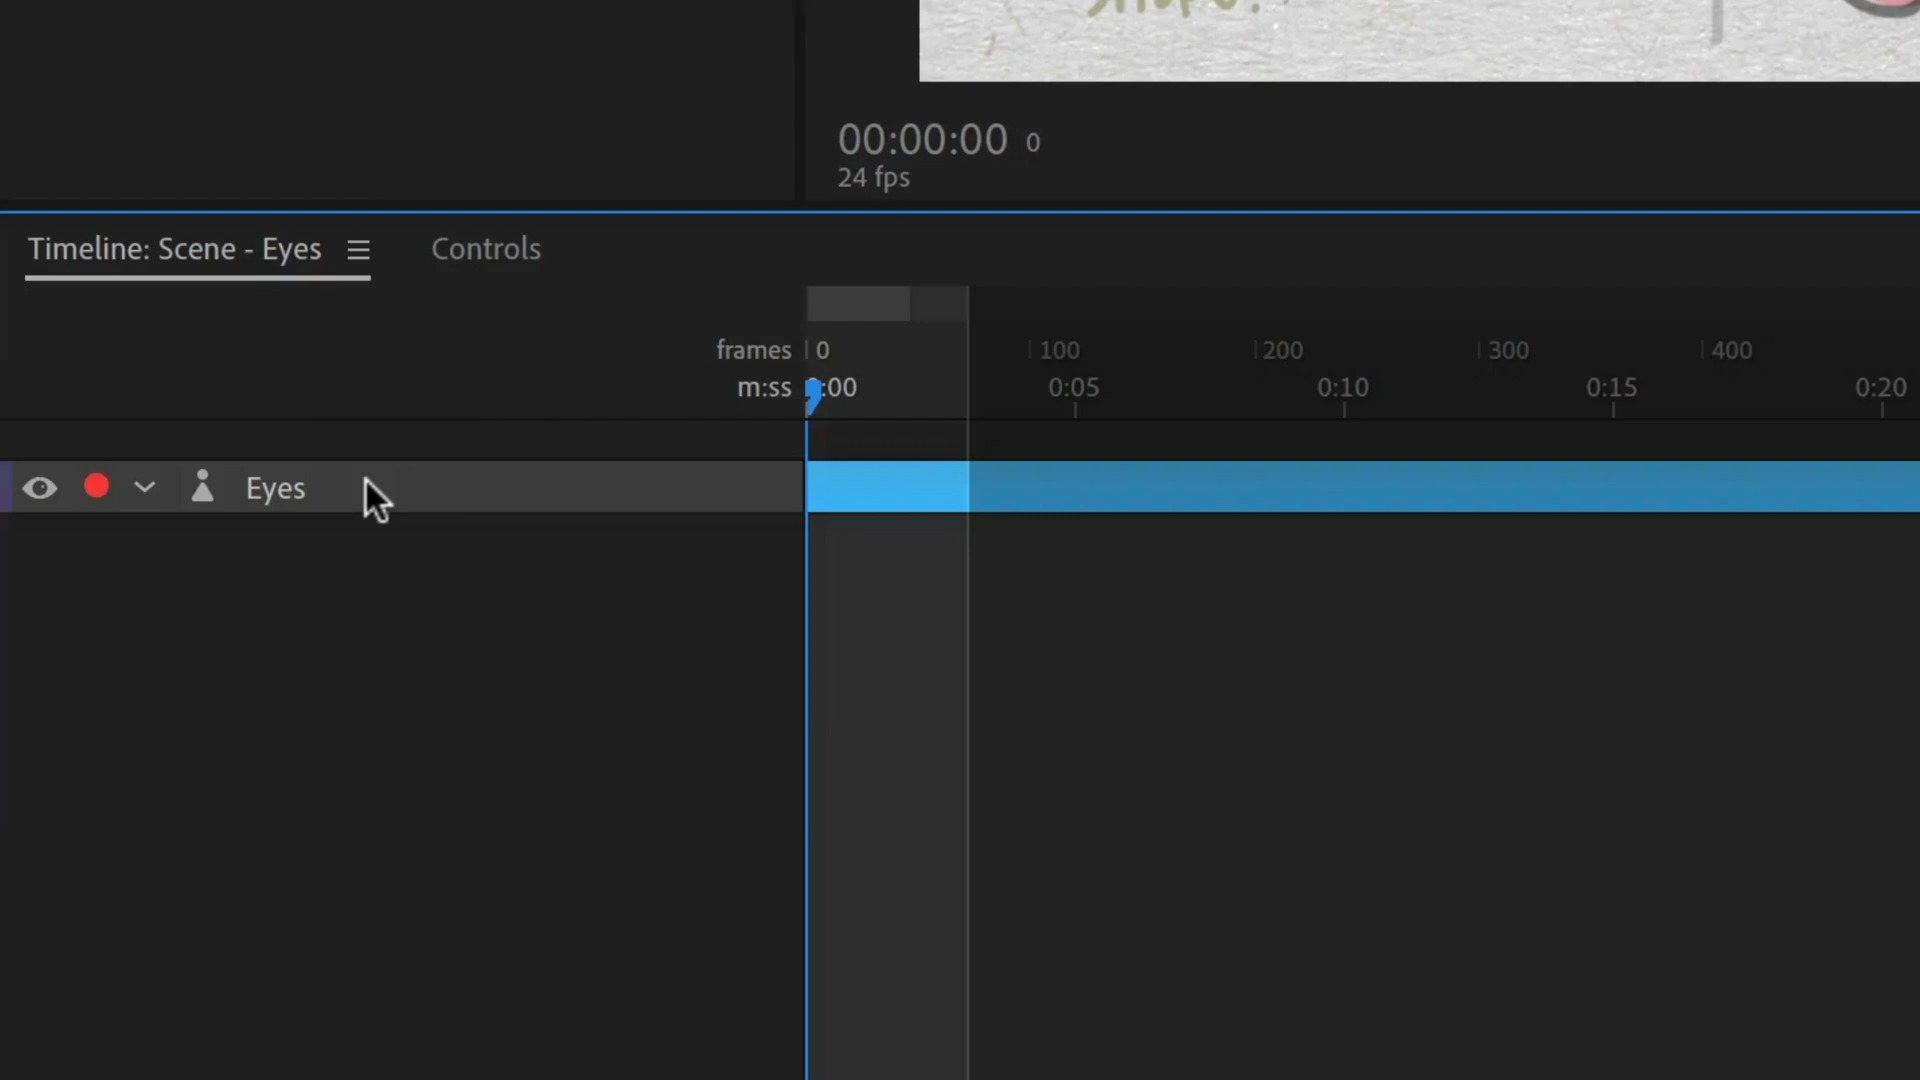 00:00:00 0
24 fps
Timeline: Scene - Eyes Controls
frames 0 100 200 300 400
m:ss :00 0:05 0:10 0:15 0:20
Eyes